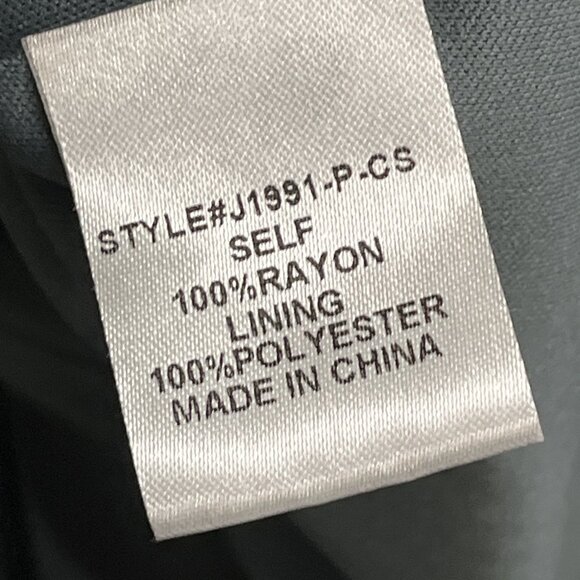 STYLE#J1991-P-CS
SELF
100%RAYON
LINING
100%POLYESTER
MADE IN CHINA